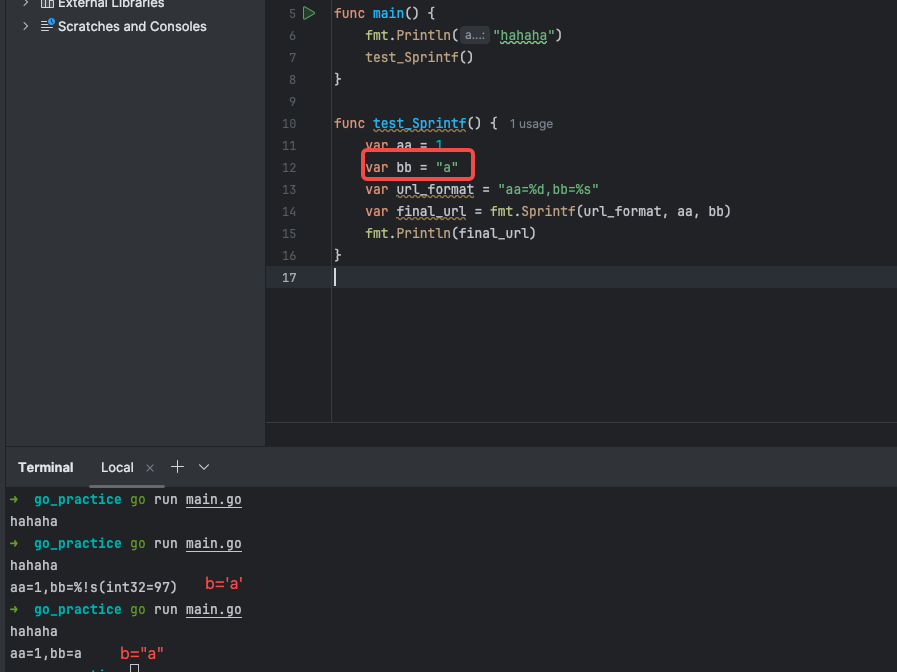 External Libraries
Scratches and Consoles
5 func main() {
6 fmt.Println( a...: "hahaha")
7 test_Sprintf()
8 }
9
10 func test_Sprintf() { 1 usage
11 var aa = 1
12 var bb = "a"
13 var url_format = "aa=%d,bb=%s"
14 var final_url = fmt.Sprintf(url_format, aa, bb)
15 fmt.Println(final_url)
16 }
17
Terminal Local × + 
→ go_practice go run main.go
hahaha
→ go_practice go run main.go
hahaha
aa=1,bb=%!s(int32=97) b='a'
→ go_practice go run main.go
hahaha
aa=1,bb=a b="a"